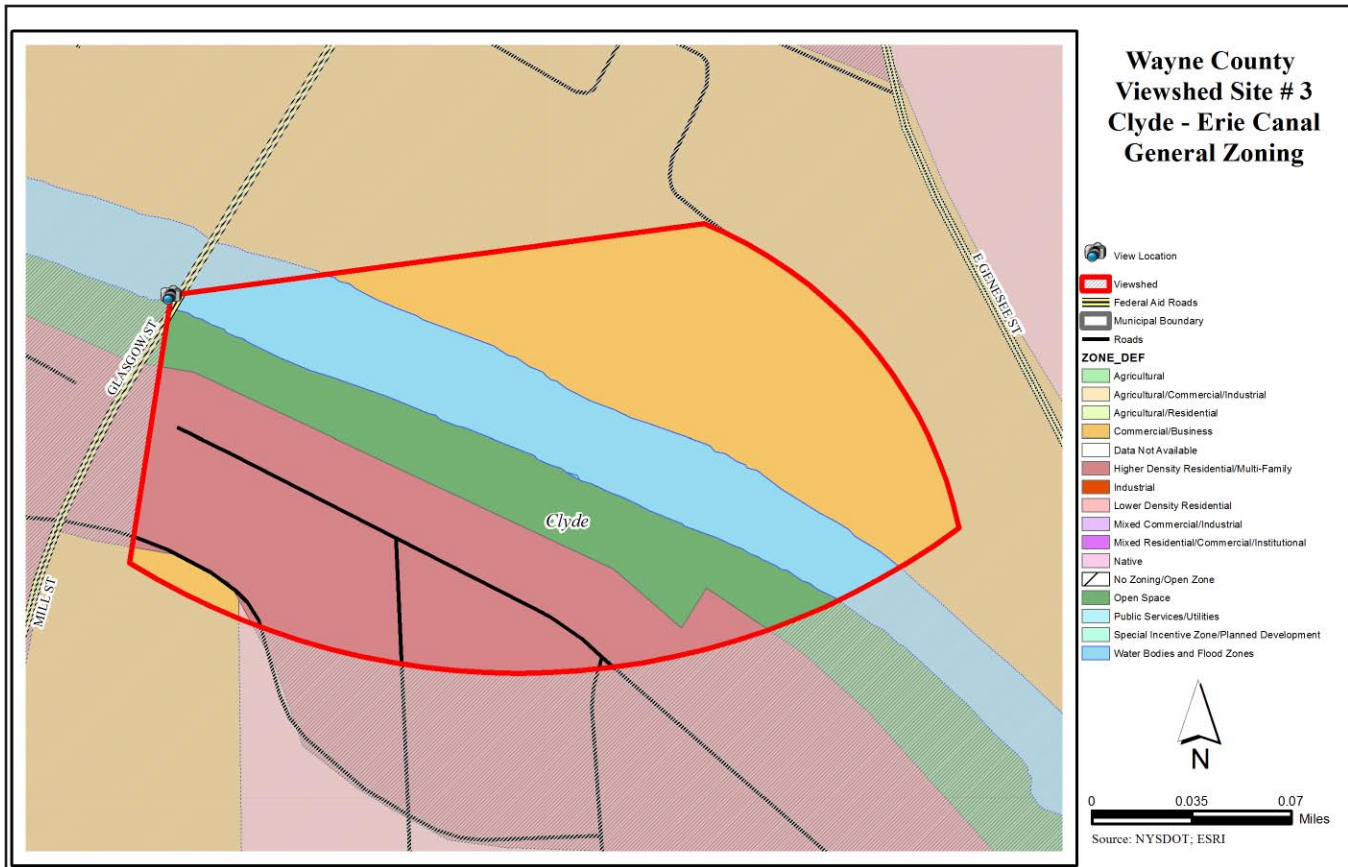 Wayne County
Viewshed Site # 3
Clyde - Erie Canal
General Zoning
GLASGOW ST
MILL ST
E GENESEE ST
Clyde
View Location
Viewshed
Federal Aid Roads
Municipal Boundary
Roads
ZONE_DEF
Agricultural
Agricultural/Commercial/Industrial
Agricultural/Residential
Commercial/Business
Data Not Available
Higher Density Residential/Multi-Family
Industrial
Lower Density Residential
Mixed Commercial/Industrial
Mixed Residential/Commercial/Institutional
Native
No Zoning/Open Zone
Open Space
Public Services/Utilities
Special Incentive Zone/Planned Development
Water Bodies and Flood Zones
N
0 0.035 0.07
Miles
Source: NYSDOT; ESRI